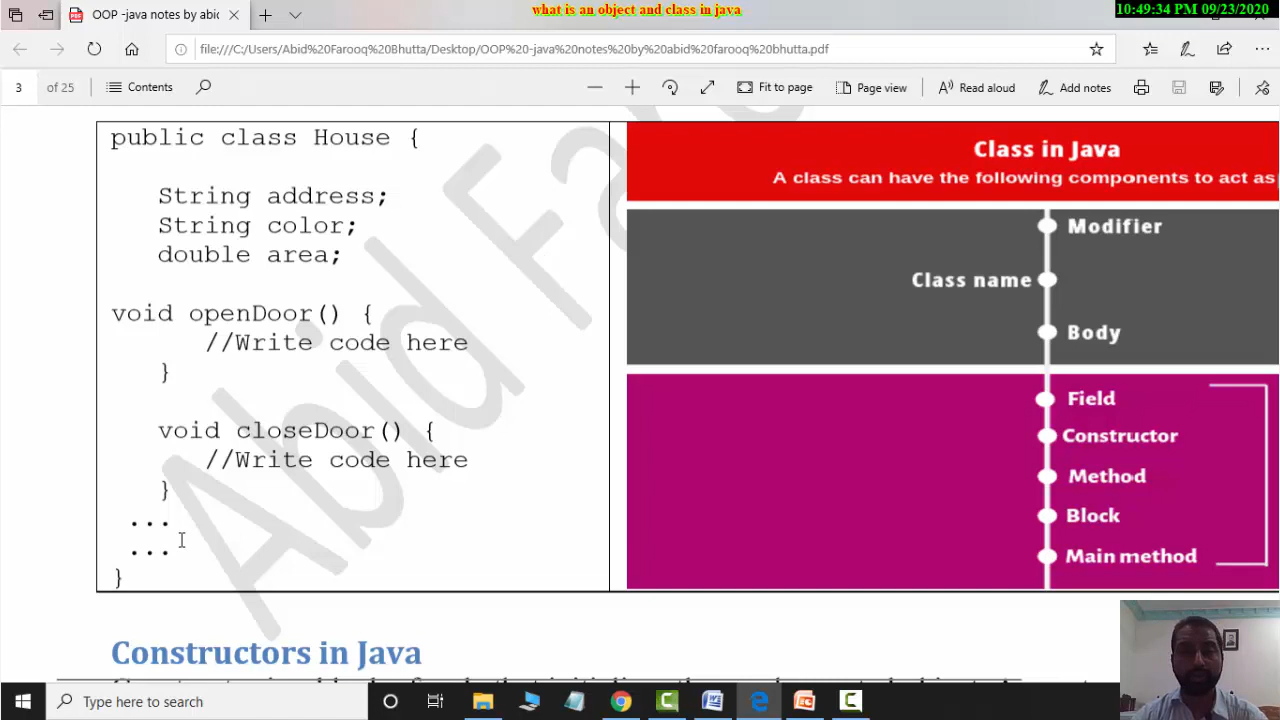 OOP -java notes by abid
what is an object and class in java
10:49:34 PM 09/23/2020
file:///C:/Users/Abid%20Farooq%20Bhutta/Desktop/OOP%20-java%20notes%20by%20abid%20farooq%20bhutta.pdf
3 of 25 Contents Fit to page Page view Read aloud Add notes
public class House {
String address;
String color;
double area;
void openDoor() {
//Write code here
}
void closeDoor() {
//Write code here
}
...
...
}
Class in Java
A class can have the following components to act as
Modifier
Class name
Body
Field
Constructor
Method
Block
Main method
Abid Fa
Constructors in Java
Type here to search